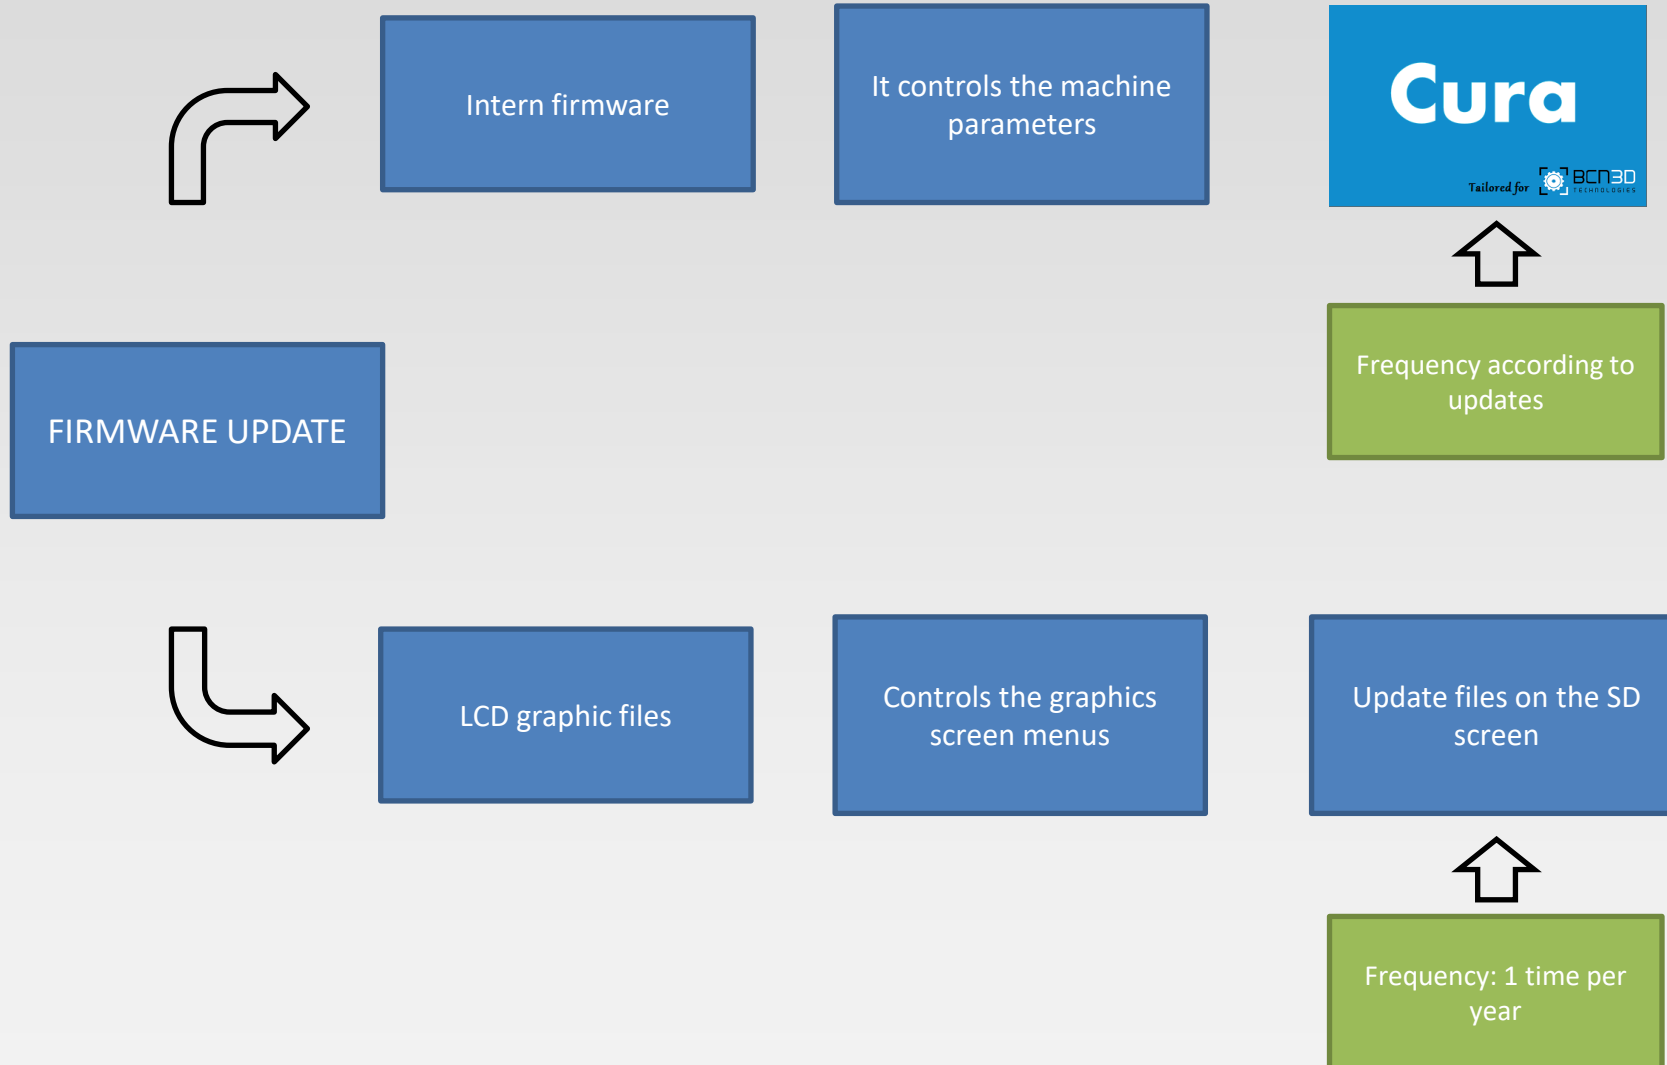 Intern firmware
It controls the machine
parameters
Cura
Tailored for BCN3D
TECHNOLOGIES
Frequency according to
updates
FIRMWARE UPDATE
LCD graphic files
Controls the graphics
screen menus
Update files on the SD
screen
Frequency: 1 time per
year